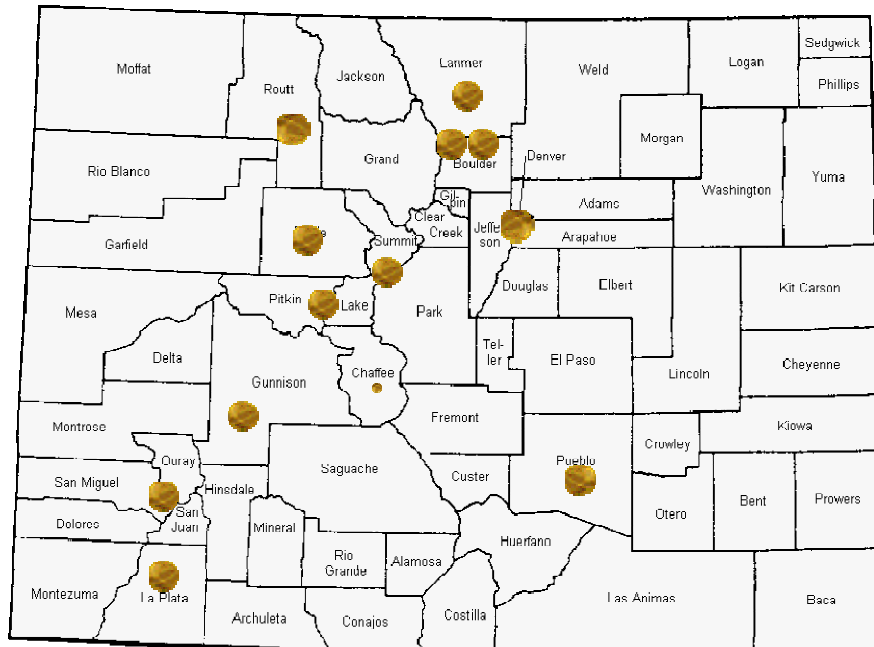 Sedgwick
Moffat
Larimer
Weld
Logan
Jackson
Routt
Phillips
Morgan
Grand
Boulder
Denver
Rio Blanco
Washington
Yuma
Gil-
pin
Adams
Clear
Creek
Jeffe
son
Summit
Arapahoe
Garfield
Douglas
Elbert
Kit Carson
Pitkin
Lake
Mesa
Park
Tel-
ler
Delta
El Paso
Cheyenne
Chaffee
Lincoln
Gunnison
Fremont
Montrose
Kiowa
Crowley
Ouray
Pueblo
Saguache
Custer
San Miguel
Hinsdale
Bent
Prowers
San
Juan
Otero
Dolores
Mineral
Huerfano
Rio
Grande
Alamosa
Montezuma
La Plata
Las Animas
Baca
Archuleta
Conajos
Costilla